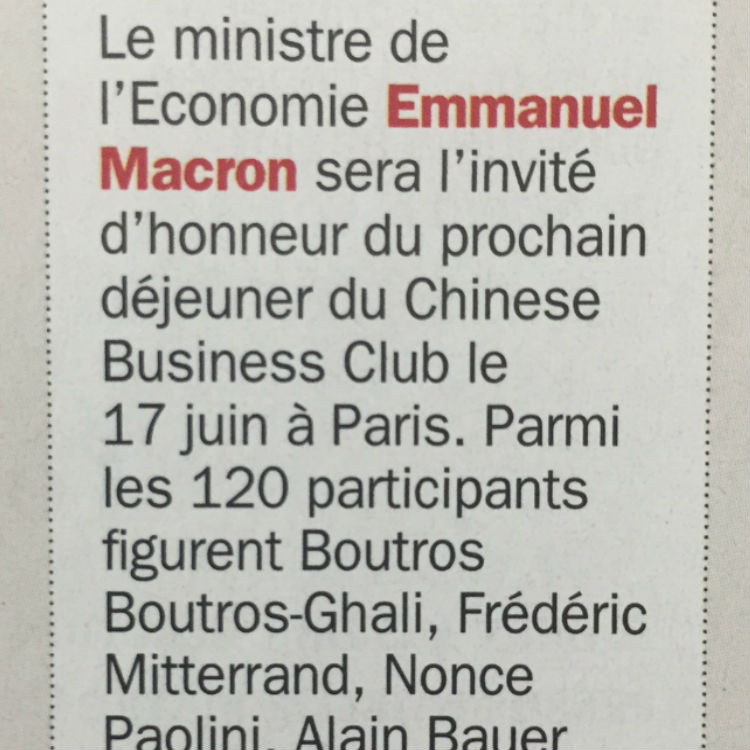 Le ministre de
l'Economie Emmanuel
Macron sera l'invité
d'honneur du prochain
déjeuner du Chinese
Business Club le
17 juin à Paris. Parmi
les 120 participants
figurent Boutros
Boutros-Ghali, Frédéric
Mitterrand, Nonce
Paolini, Alain Bauer